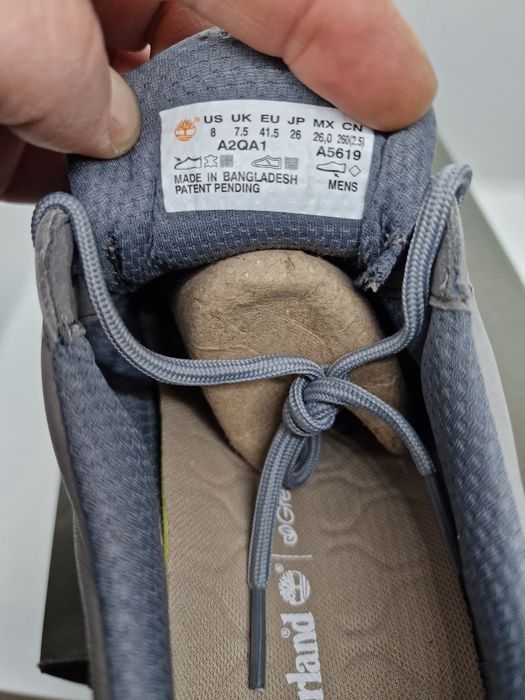 US UK EU JP MX CN
8 7.5 41.5 26 26,0 260(2.5)
A2QA1 A5619
MADE IN BANGLADESH
PATENT PENDING MENS
rland ®
Gre